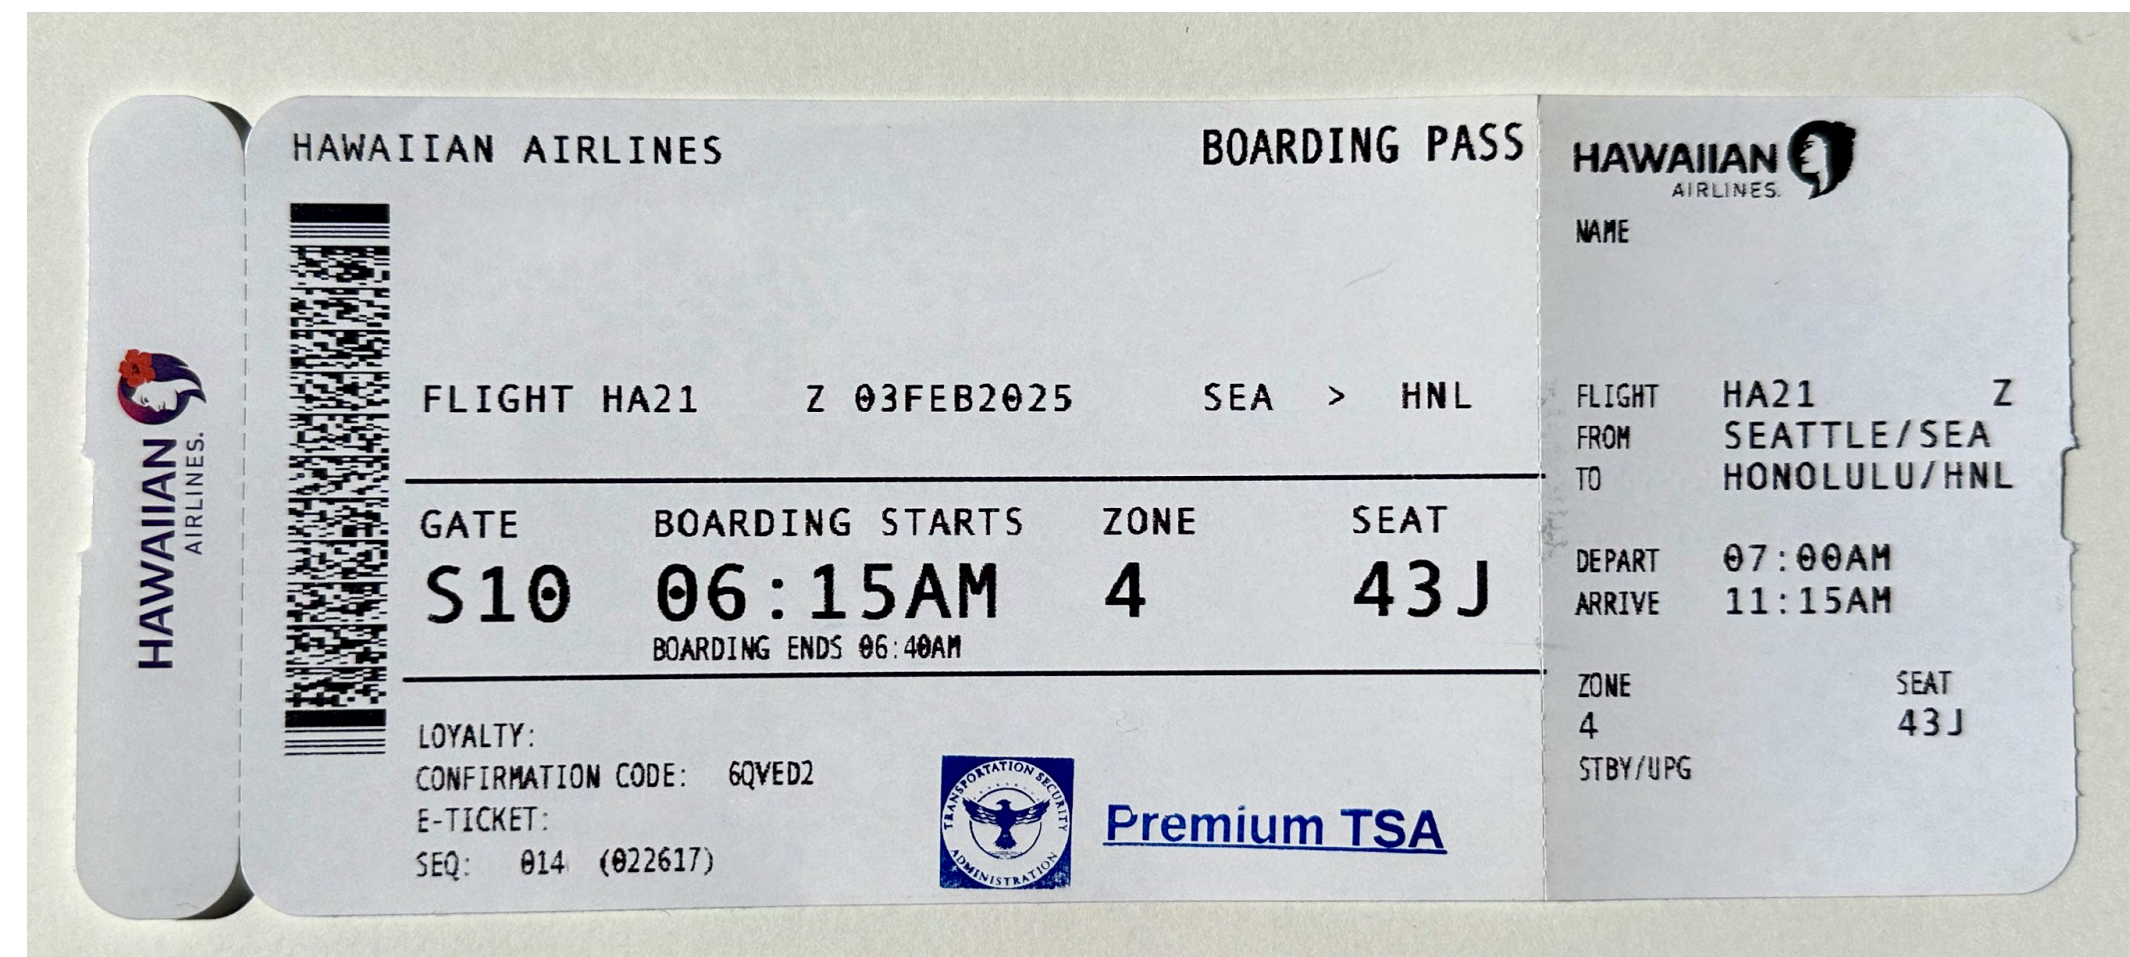 HAWAIIAN AIRLINES
BOARDING PASS
FLIGHT HA21 Z 03FEB2025 SEA > HNL
GATE BOARDING STARTS ZONE SEAT
S10 06:15AM 4 43J
BOARDING ENDS 06:40AM
LOYALTY:
CONFIRMATION CODE: 6QVED2
E-TICKET:
SEQ: 014 (022617)
TRANSPORTATION SECURITY
ADMINISTRATION
Premium TSA
HAWAIIAN
AIRLINES.
NAME
FLIGHT HA21 Z
FROM SEATTLE/SEA
TO HONOLULU/HNL
DEPART 07:00AM
ARRIVE 11:15AM
ZONE SEAT
4 43J
STBY/UPG
HAWAIIAN
AIRLINES.